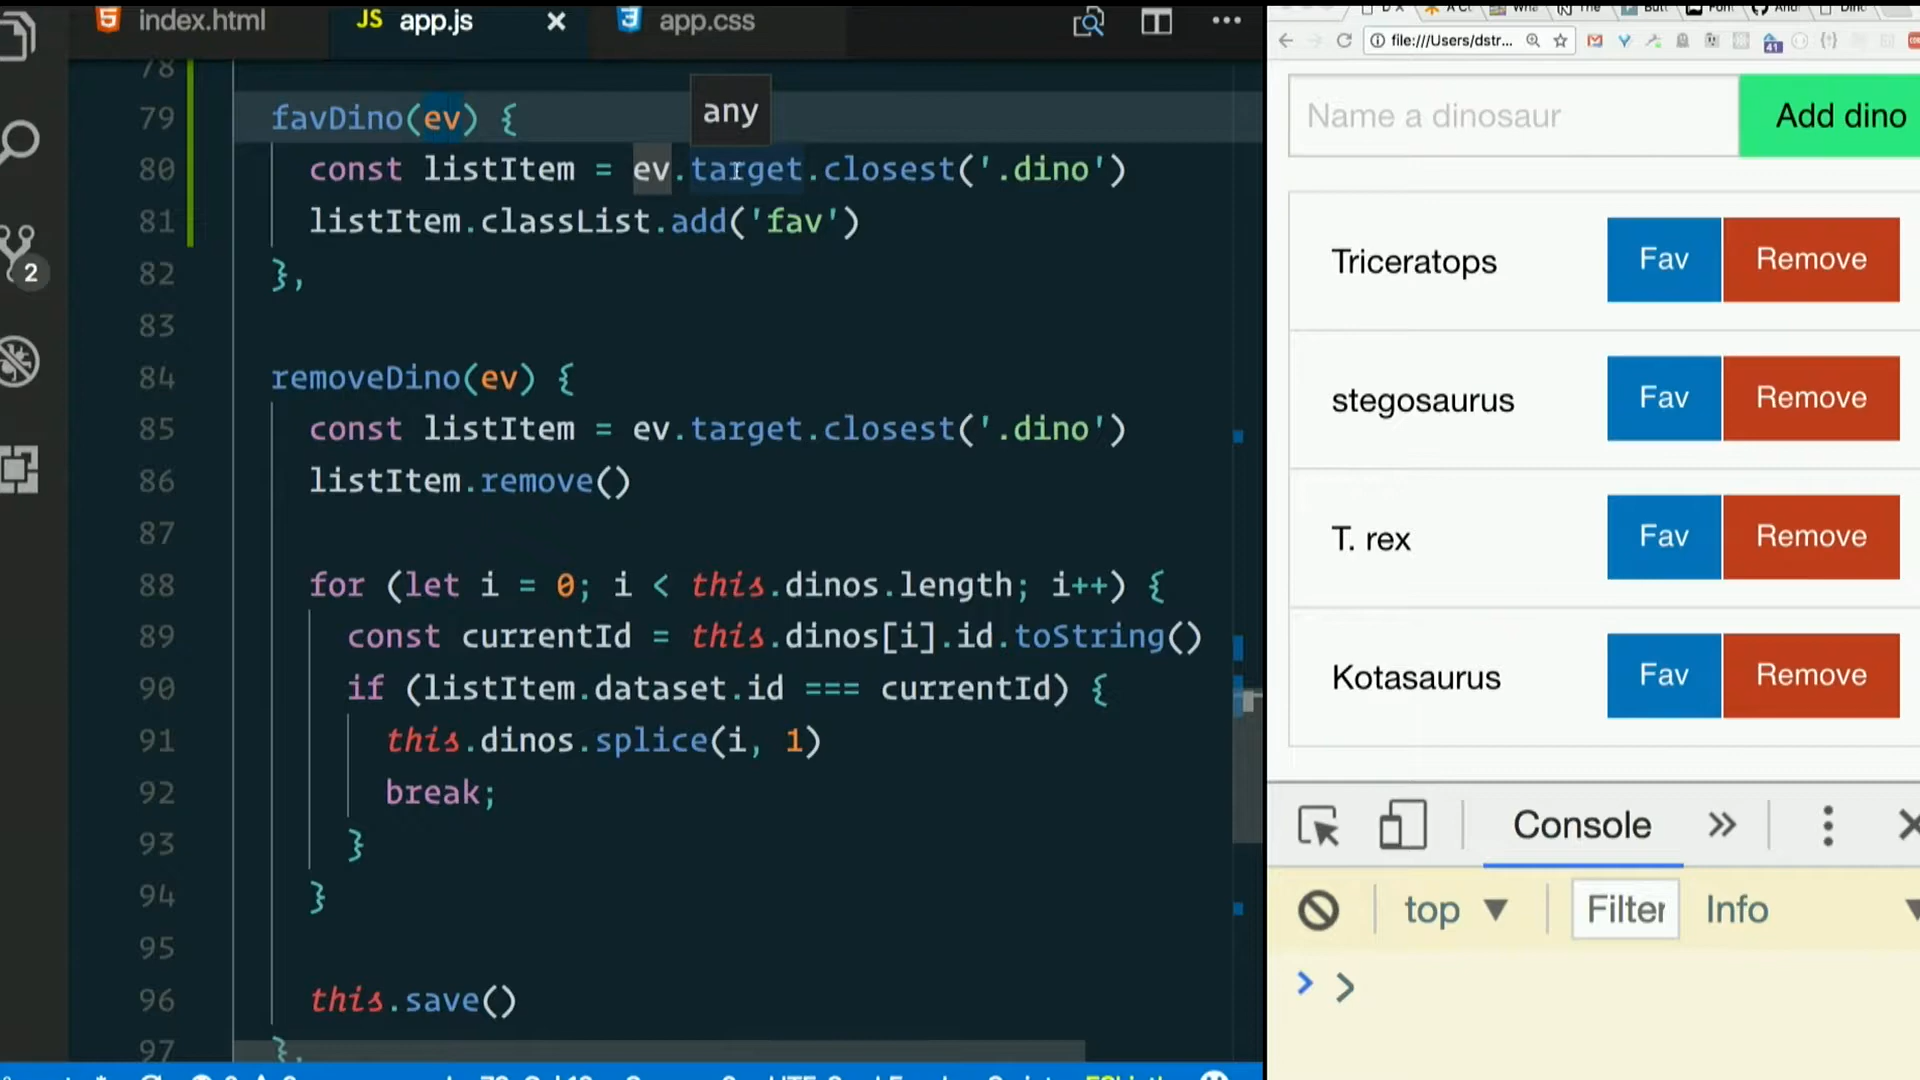 index.html
JS app.js
app.css
78
79 favDino(ev) {
any
80 const listItem = ev.target.closest('.dino')
81 listItem.classList.add('fav')
82 },
83
84 removeDino(ev) {
85 const listItem = ev.target.closest('.dino')
86 listItem.remove()
87
88 for (let i = 0; i < this.dinos.length; i++) {
89 const currentId = this.dinos[i].id.toString()
90 if (listItem.dataset.id === currentId) {
91 this.dinos.splice(i, 1)
92 break;
93 }
94 }
95
96 this.save()
97 },
2
file:///Users/dstr...
41
Name a dinosaur
Add dino
Triceratops Fav Remove
stegosaurus Fav Remove
T. rex Fav Remove
Kotasaurus Fav Remove
Console
top ▼ Filter Info
> >